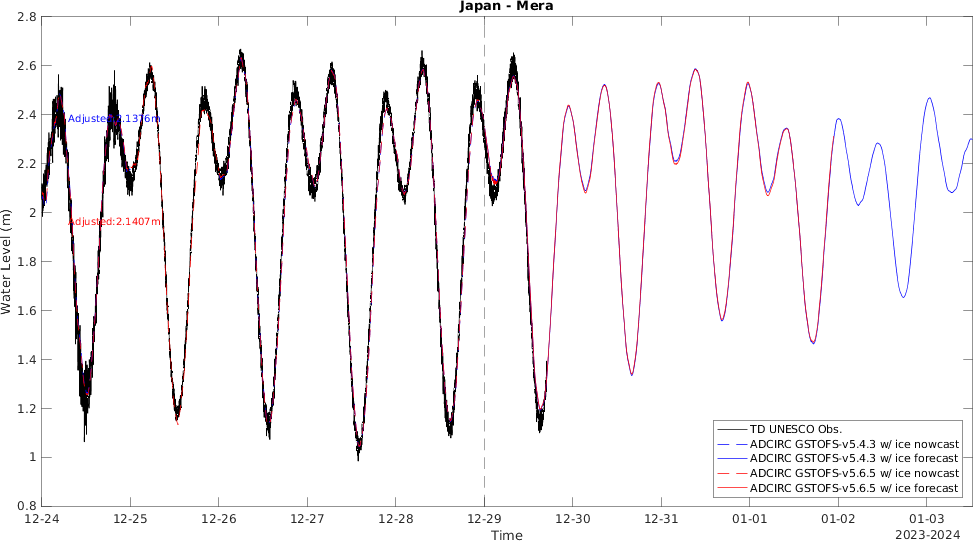 Japan - Mera
Water Level (m)
2.8
2.6
2.4
2.2
2
1.8
1.6
1.4
1.2
1
0.8
Adjusted:2.1376m
Adjusted:2.1407m
TD UNESCO Obs.
ADCIRC GSTOFS-v5.4.3 w/ ice nowcast
ADCIRC GSTOFS-v5.4.3 w/ ice forecast
ADCIRC GSTOFS-v5.6.5 w/ ice nowcast
ADCIRC GSTOFS-v5.6.5 w/ ice forecast
12-24 12-25 12-26 12-27 12-28 12-29 12-30 12-31 01-01 01-02 01-03
Time
2023-2024